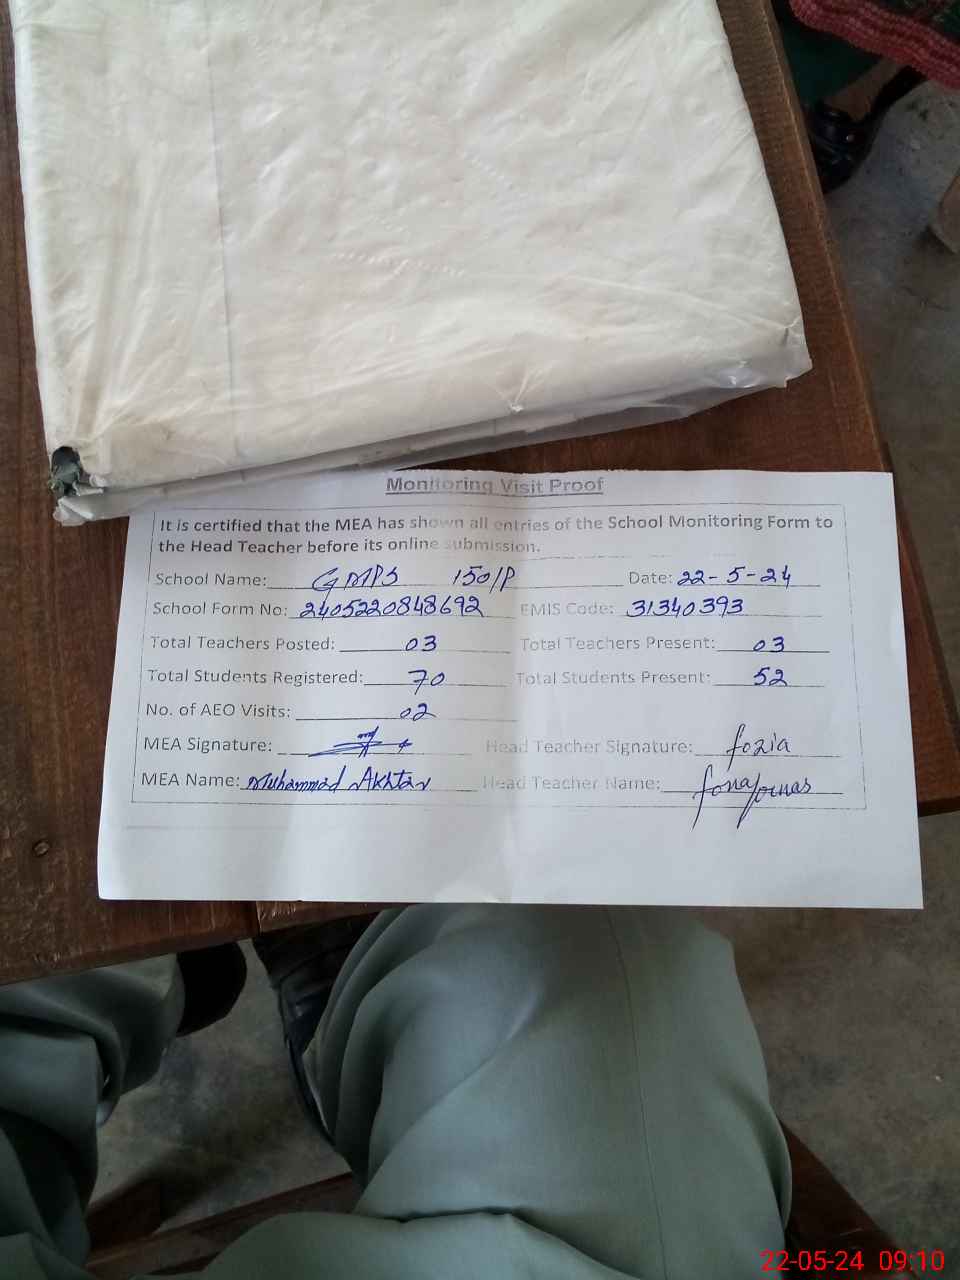 Monitoring Visit Proof
It is certified that the MEA has shown all entries of the School Monitoring Form to
the Head Teacher before its online submission.
School Name: GMPS 150/P Date: 22-5-24
School Form No: 2405220848692 EMIS Code: 31340393
Total Teachers Posted: 03 Total Teachers Present: 03
Total Students Registered: 70 Total Students Present: 52
No. of AEO Visits: 02
MEA Signature: Head Teacher Signature: fozia
MEA Name: Muhammad Akhtar Head Teacher Name:
22-05-24 09:10